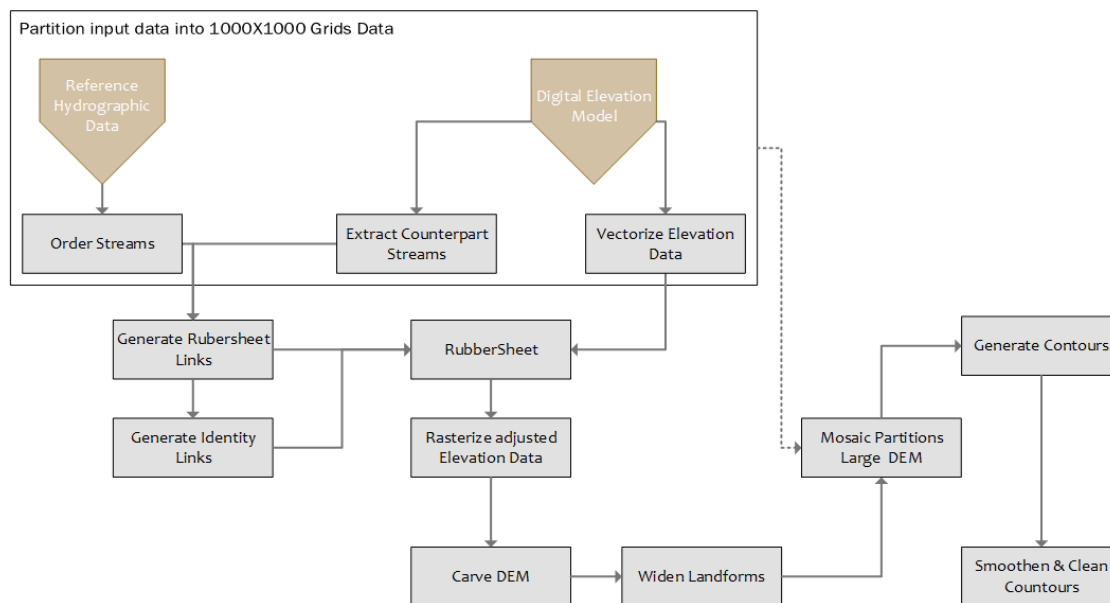 Partition input data into 1000X1000 Grids Data
Reference
Hydrographic
Data
Digital Elevation
Model
Order Streams
Extract Counterpart
Streams
Vectorize Elevation
Data
Generate Rubersheet
Links
RubberSheet
Generate Contours
Generate Identity
Links
Rasterize adjusted
Elevation Data
Mosaic Partitions
Large DEM
Carve DEM
Widen Landforms
Smoothen & Clean
Countours